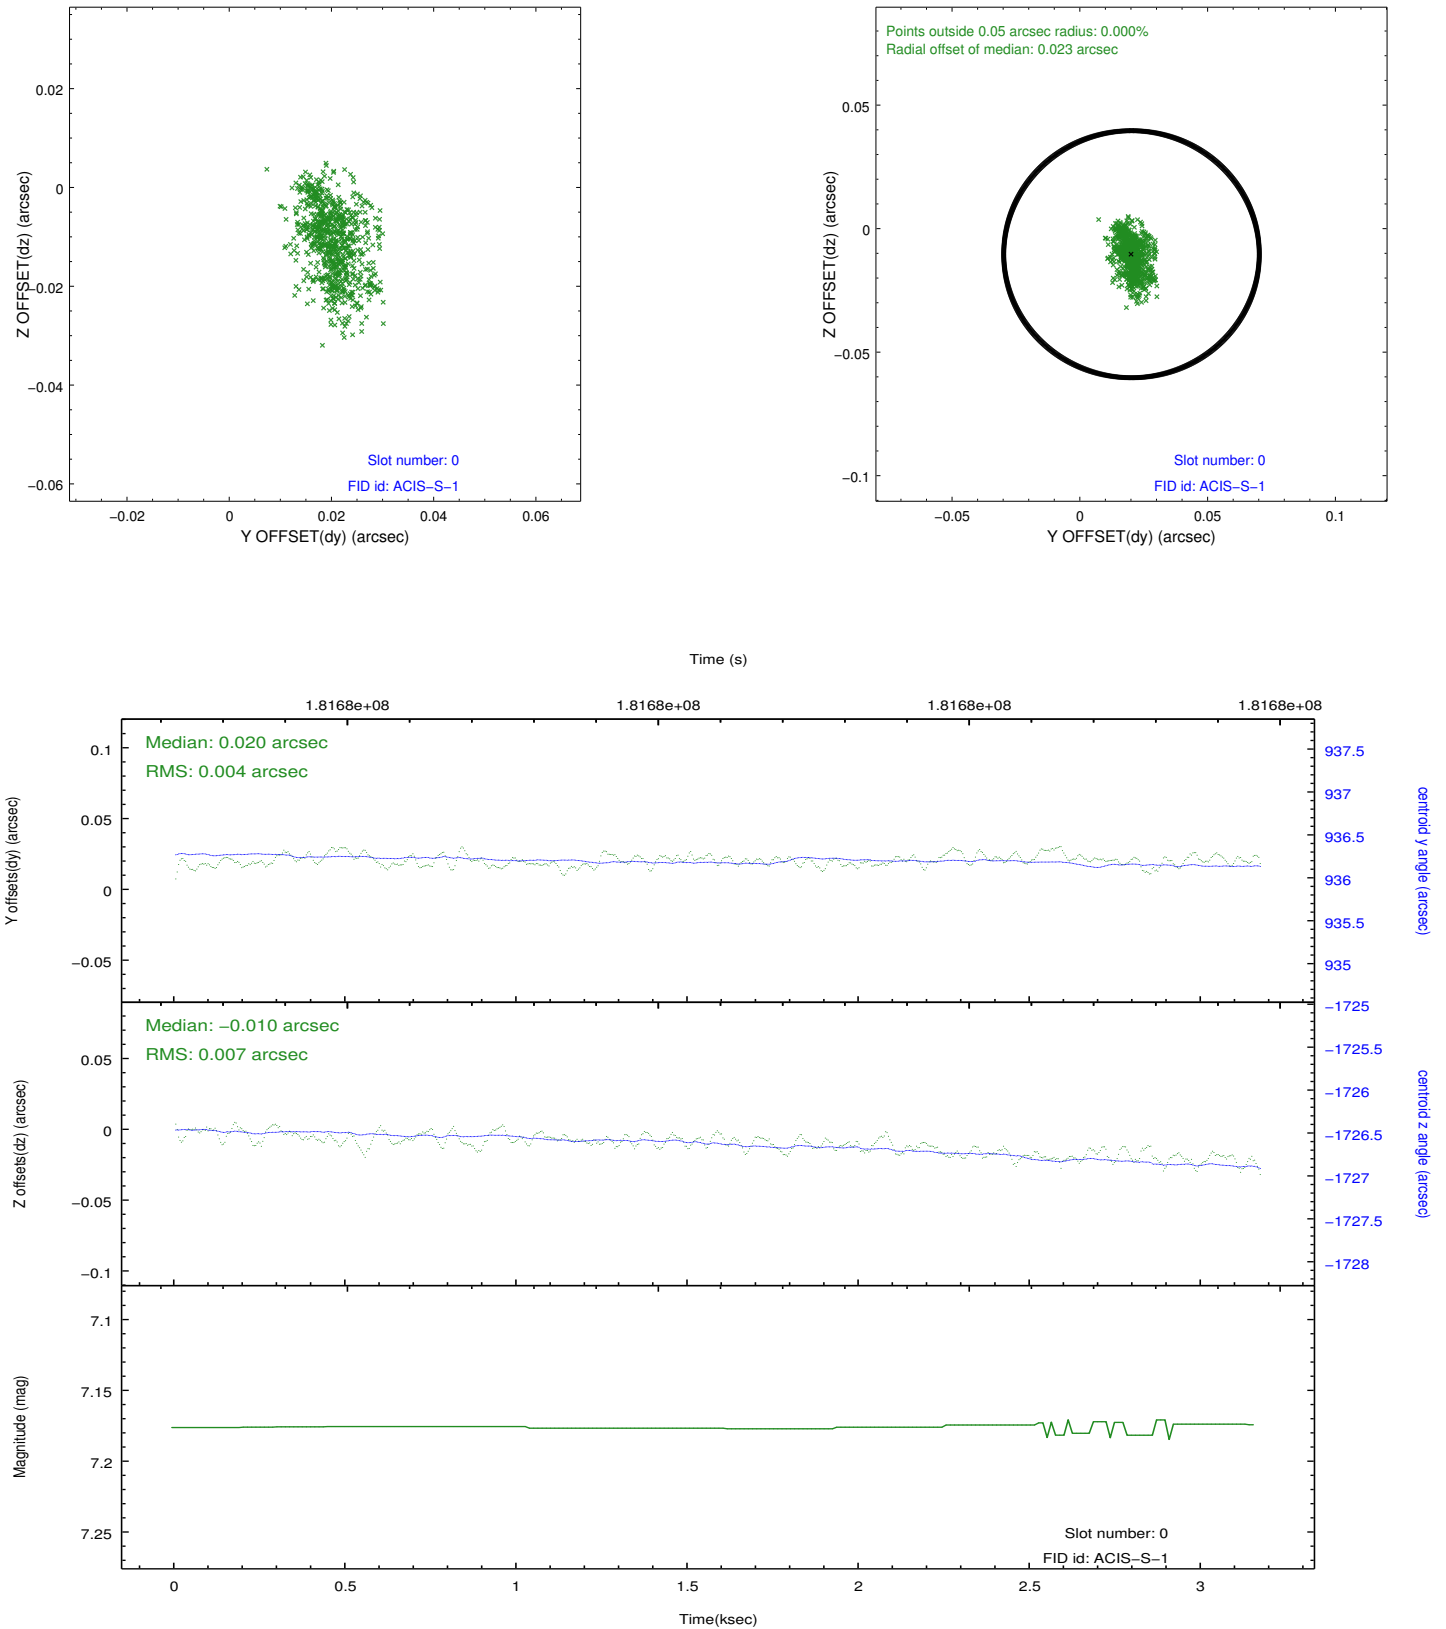 0.02
0
−0.02
−0.04
−0.06
Z OFFSET(dz) (arcsec)
Slot number: 0
FID id: ACIS−S−1
−0.02
0
0.02
0.04
0.06
Y OFFSET(dy) (arcsec)
Points outside 0.05 arcsec radius: 0.000%
Radial offset of median: 0.023 arcsec
0.05
0
−0.05
−0.1
Z OFFSET(dz) (arcsec)
Slot number: 0
FID id: ACIS−S−1
−0.05
0
0.05
0.1
Y OFFSET(dy) (arcsec)
Time (s)
1.8168e+08
1.8168e+08
1.8168e+08
1.8168e+08
Median: 0.020 arcsec
RMS: 0.004 arcsec
0.1
0.05
0
−0.05
Y offsets(dy) (arcsec)
937.5
937
936.5
936
935.5
935
centroid y angle (arcsec)
Median: −0.010 arcsec
RMS: 0.007 arcsec
0.05
0
−0.05
−0.1
Z offsets(dz) (arcsec)
−1725
−1725.5
−1726
−1726.5
−1727
−1727.5
−1728
centroid z angle (arcsec)
7.1
7.15
7.2
7.25
Magnitude (mag)
Slot number: 0
FID id: ACIS−S−1
0
0.5
1
1.5
2
2.5
3
Time(ksec)